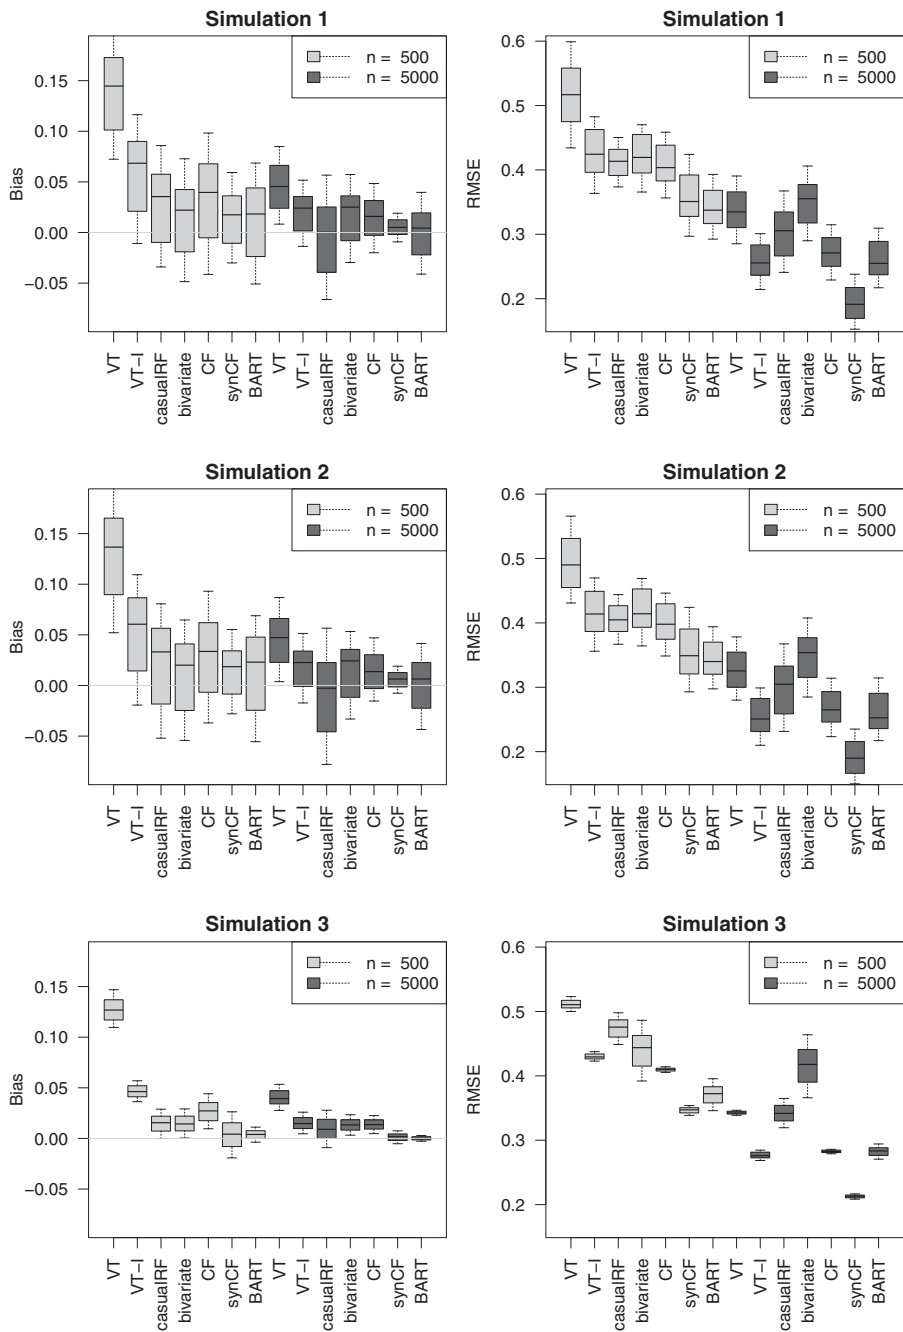 Simulation 1
Bias
0.15
0.10
0.05
0.00
−0.05
n = 500
n = 5000
VT
VT−I
casualRF
bivariate
CF
synCF
BART
VT
VT−I
casualRF
bivariate
CF
synCF
BART
Simulation 1
RMSE
0.6
0.5
0.4
0.3
0.2
n = 500
n = 5000
VT
VT−I
casualRF
bivariate
CF
synCF
BART
VT
VT−I
casualRF
bivariate
CF
synCF
BART
Simulation 2
Bias
0.15
0.10
0.05
0.00
−0.05
n = 500
n = 5000
VT
VT−I
casualRF
bivariate
CF
synCF
BART
VT
VT−I
casualRF
bivariate
CF
synCF
BART
Simulation 2
RMSE
0.6
0.5
0.4
0.3
0.2
n = 500
n = 5000
VT
VT−I
casualRF
bivariate
CF
synCF
BART
VT
VT−I
casualRF
bivariate
CF
synCF
BART
Simulation 3
Bias
0.15
0.10
0.05
0.00
−0.05
n = 500
n = 5000
VT
VT−I
casualRF
bivariate
CF
synCF
BART
VT
VT−I
casualRF
bivariate
CF
synCF
BART
Simulation 3
RMSE
0.6
0.5
0.4
0.3
0.2
n = 500
n = 5000
VT
VT−I
casualRF
bivariate
CF
synCF
BART
VT
VT−I
casualRF
bivariate
CF
synCF
BART